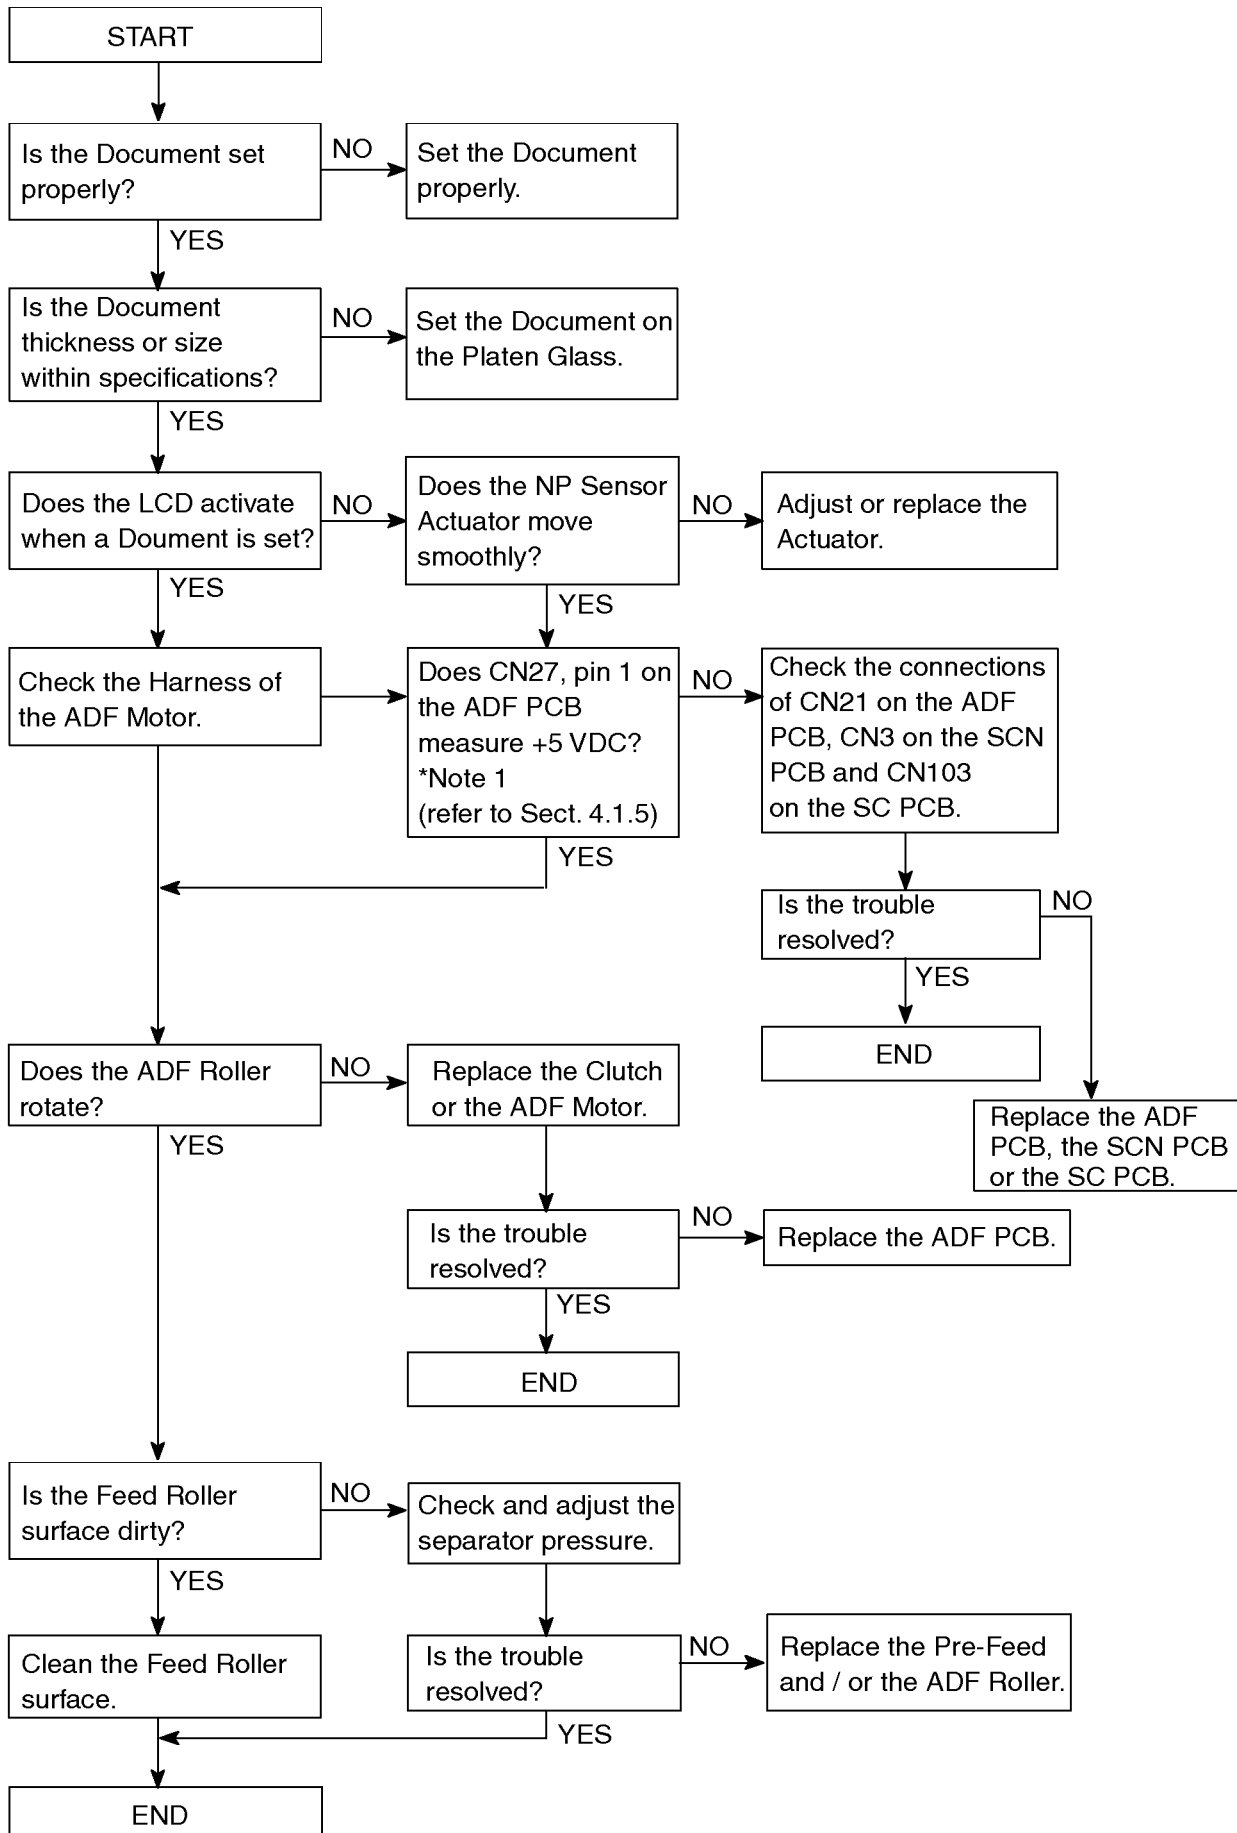 START
Is the Document set
properly?
NO
Set the Document
properly.
YES
Is the Document
thickness or size
within specifications?
NO
Set the Document on
the Platen Glass.
YES
Does the LCD activate
when a Doument is set?
NO
Does the NP Sensor
Actuator move
smoothly?
NO
Adjust or replace the
Actuator.
YES
YES
Check the Harness of
the ADF Motor.
Does CN27, pin 1 on
the ADF PCB
measure +5 VDC?
*Note 1
(refer to Sect. 4.1.5)
NO
Check the connections
of CN21 on the ADF
PCB, CN3 on the SCN
PCB and CN103
on the SC PCB.
YES
Is the trouble
resolved?
NO
YES
END
Replace the ADF
PCB, the SCN PCB
or the SC PCB.
Does the ADF Roller
rotate?
NO
Replace the Clutch
or the ADF Motor.
YES
Is the trouble
resolved?
NO
Replace the ADF PCB.
YES
END
Is the Feed Roller
surface dirty?
NO
Check and adjust the
separator pressure.
YES
Clean the Feed Roller
surface.
Is the trouble
resolved?
NO
Replace the Pre-Feed
and / or the ADF Roller.
YES
END